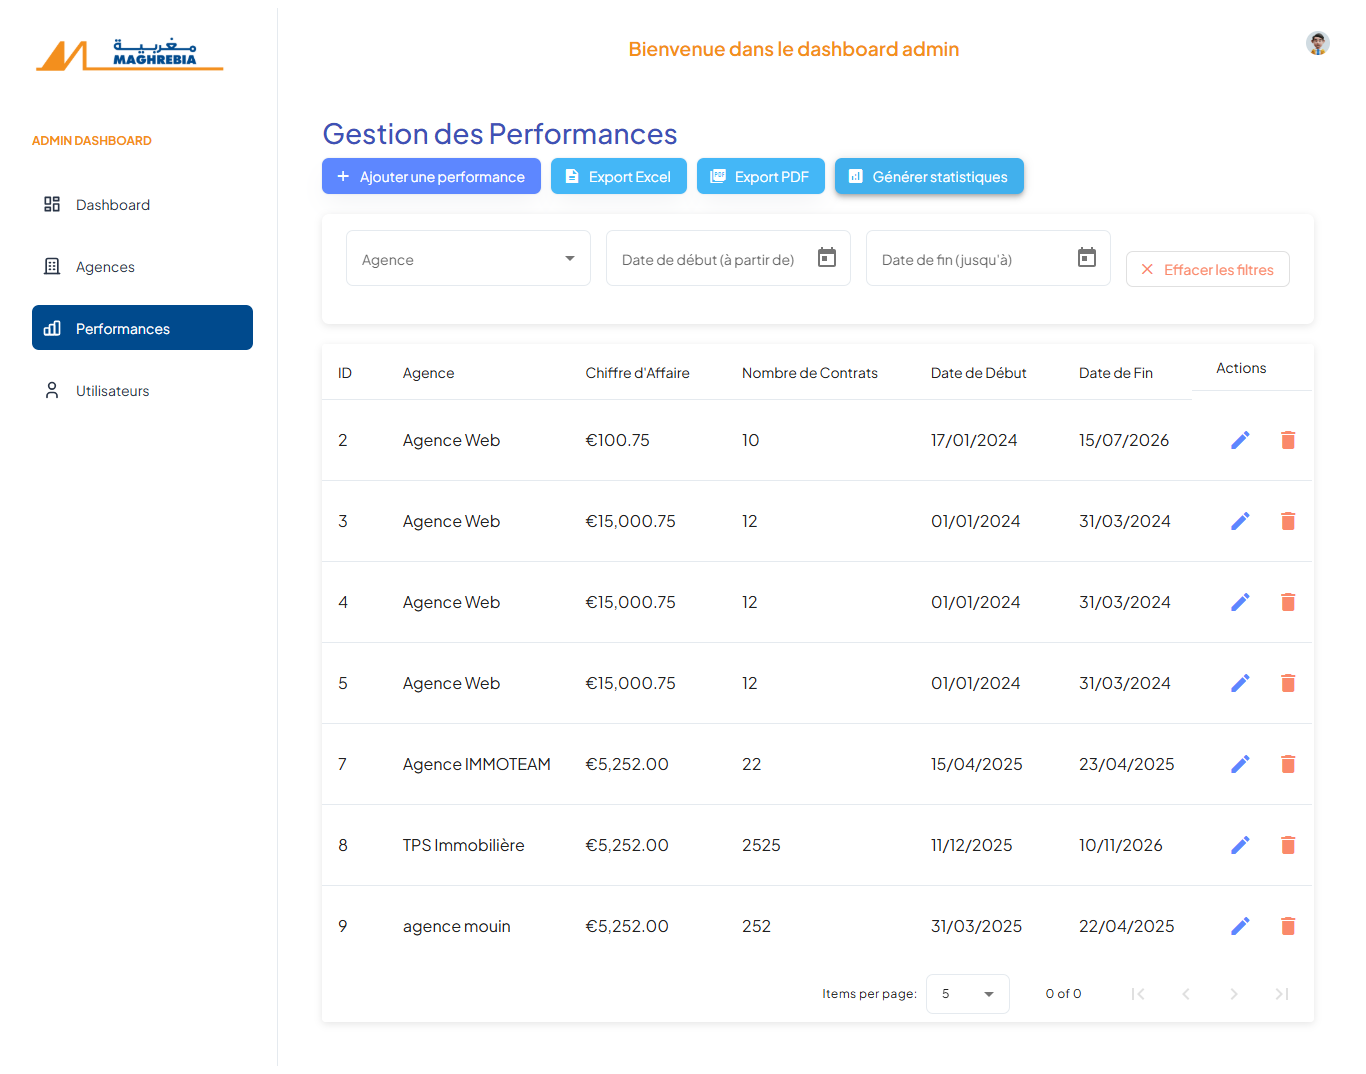 مغربية
MAGHREBIA
Bienvenue dans le dashboard admin
ADMIN DASHBOARD
Dashboard
Agences
Performances
Utilisateurs
Gestion des Performances
Ajouter une performance Export Excel PDF Export PDF Générer statistiques
Agence Date de début (à partir de) Date de fin (jusqu'à) Effacer les filtres
ID Agence Chiffre d'Affaire Nombre de Contrats Date de Début Date de Fin Actions
2 Agence Web €100.75 10 17/01/2024 15/07/2026
3 Agence Web €15,000.75 12 01/01/2024 31/03/2024
4 Agence Web €15,000.75 12 01/01/2024 31/03/2024
5 Agence Web €15,000.75 12 01/01/2024 31/03/2024
7 Agence IMMOTEAM €5,252.00 22 15/04/2025 23/04/2025
8 TPS Immobilière €5,252.00 2525 11/12/2025 10/11/2026
9 agence mouin €5,252.00 252 31/03/2025 22/04/2025
Items per page: 5 0 of 0